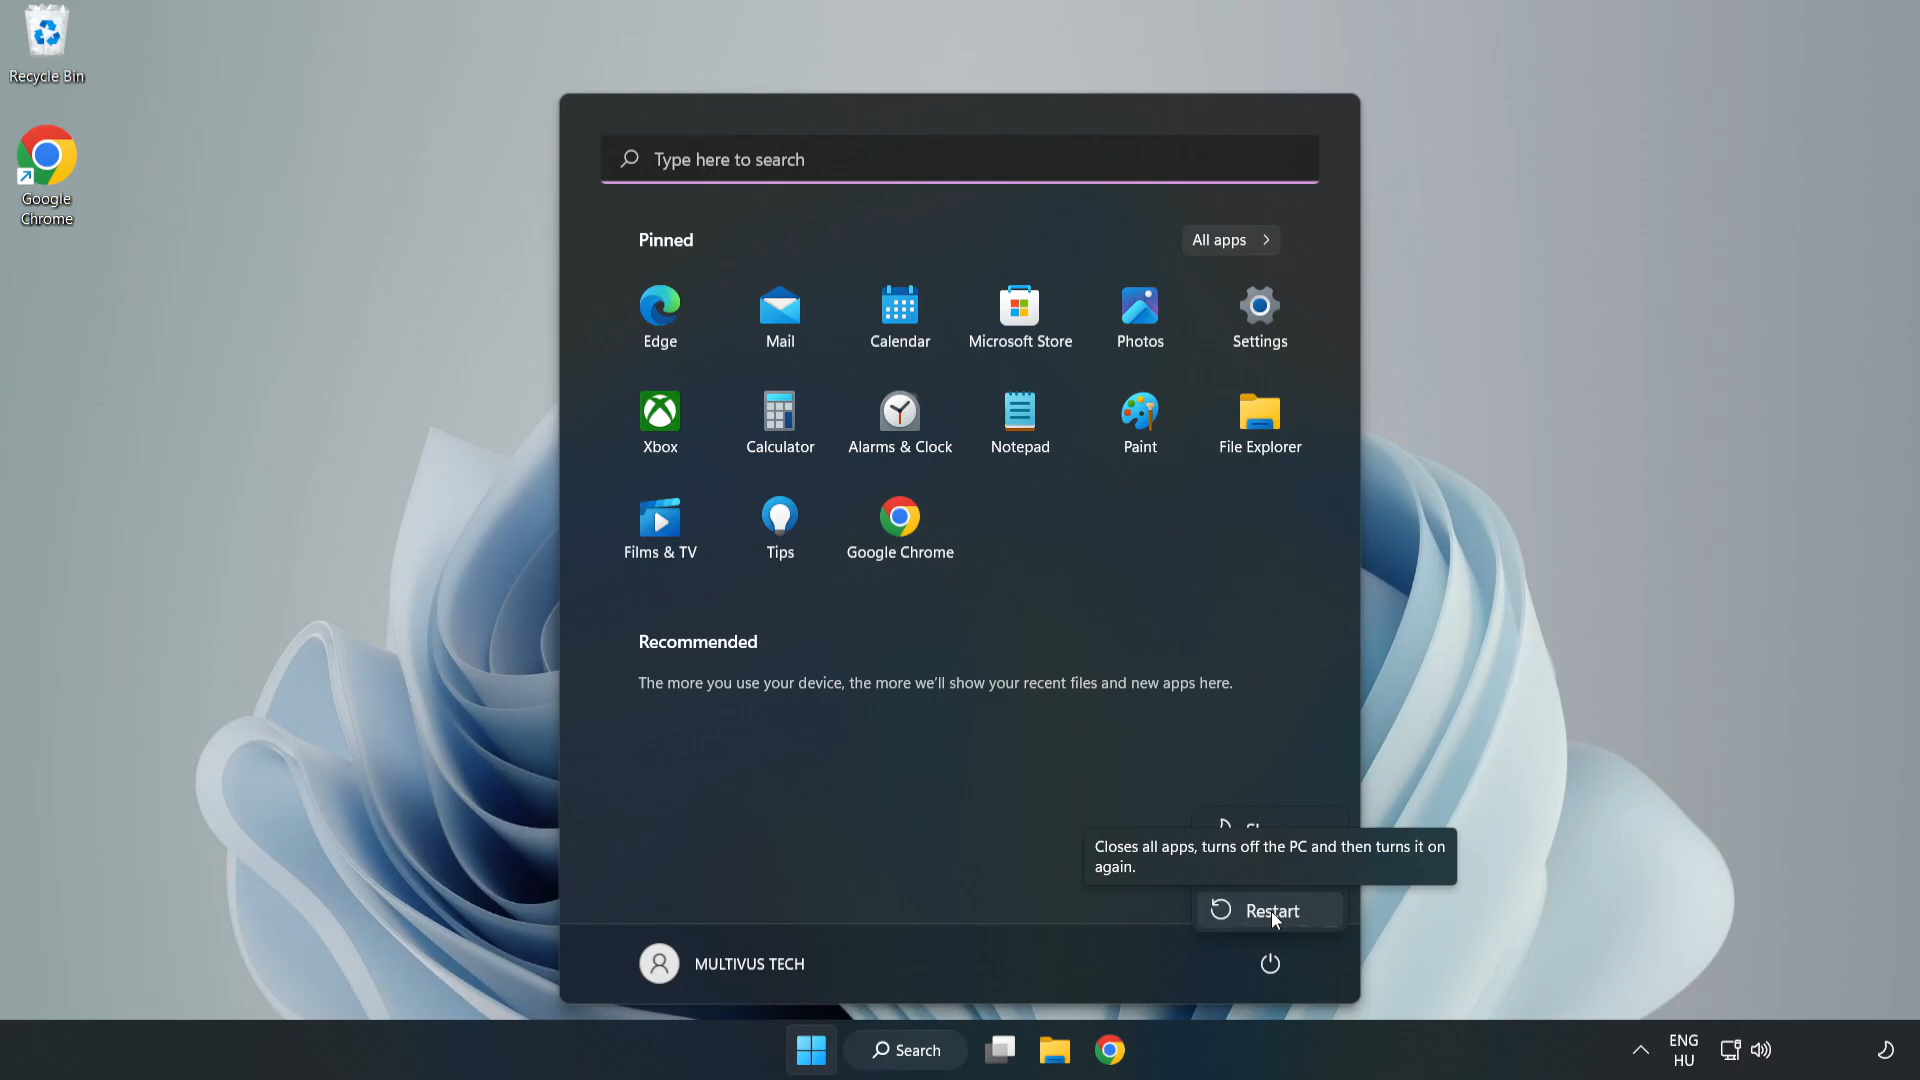 Recycle Bin
Google
Chrome
Type here to search
Pinned
All apps
Edge
Mail
Calendar
Microsoft Store
Photos
Settings
Xbox
Calculator
Alarms & Clock
Notepad
Paint
File Explorer
Films & TV
Tips
Google Chrome
Recommended
The more you use your device, the more we'll show your recent files and new apps here.
Closes all apps, turns off the PC and then turns it on
again.
Restart
MULTIVUS TECH
Search
ENG
HU